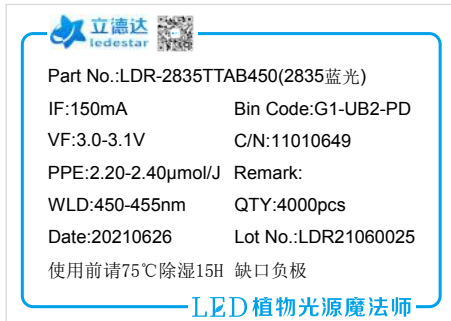 立德达
ledestar
Part No.:LDR-2835TTAB450(2835蓝光)
IF:150mA Bin Code:G1-UB2-PD
VF:3.0-3.1V C/N:11010649
PPE:2.20-2.40μmol/J Remark:
WLD:450-455nm QTY:4000pcs
Date:20210626 Lot No.:LDR21060025
使用前请75℃除湿15H 缺口负极
LED植物光源魔法师